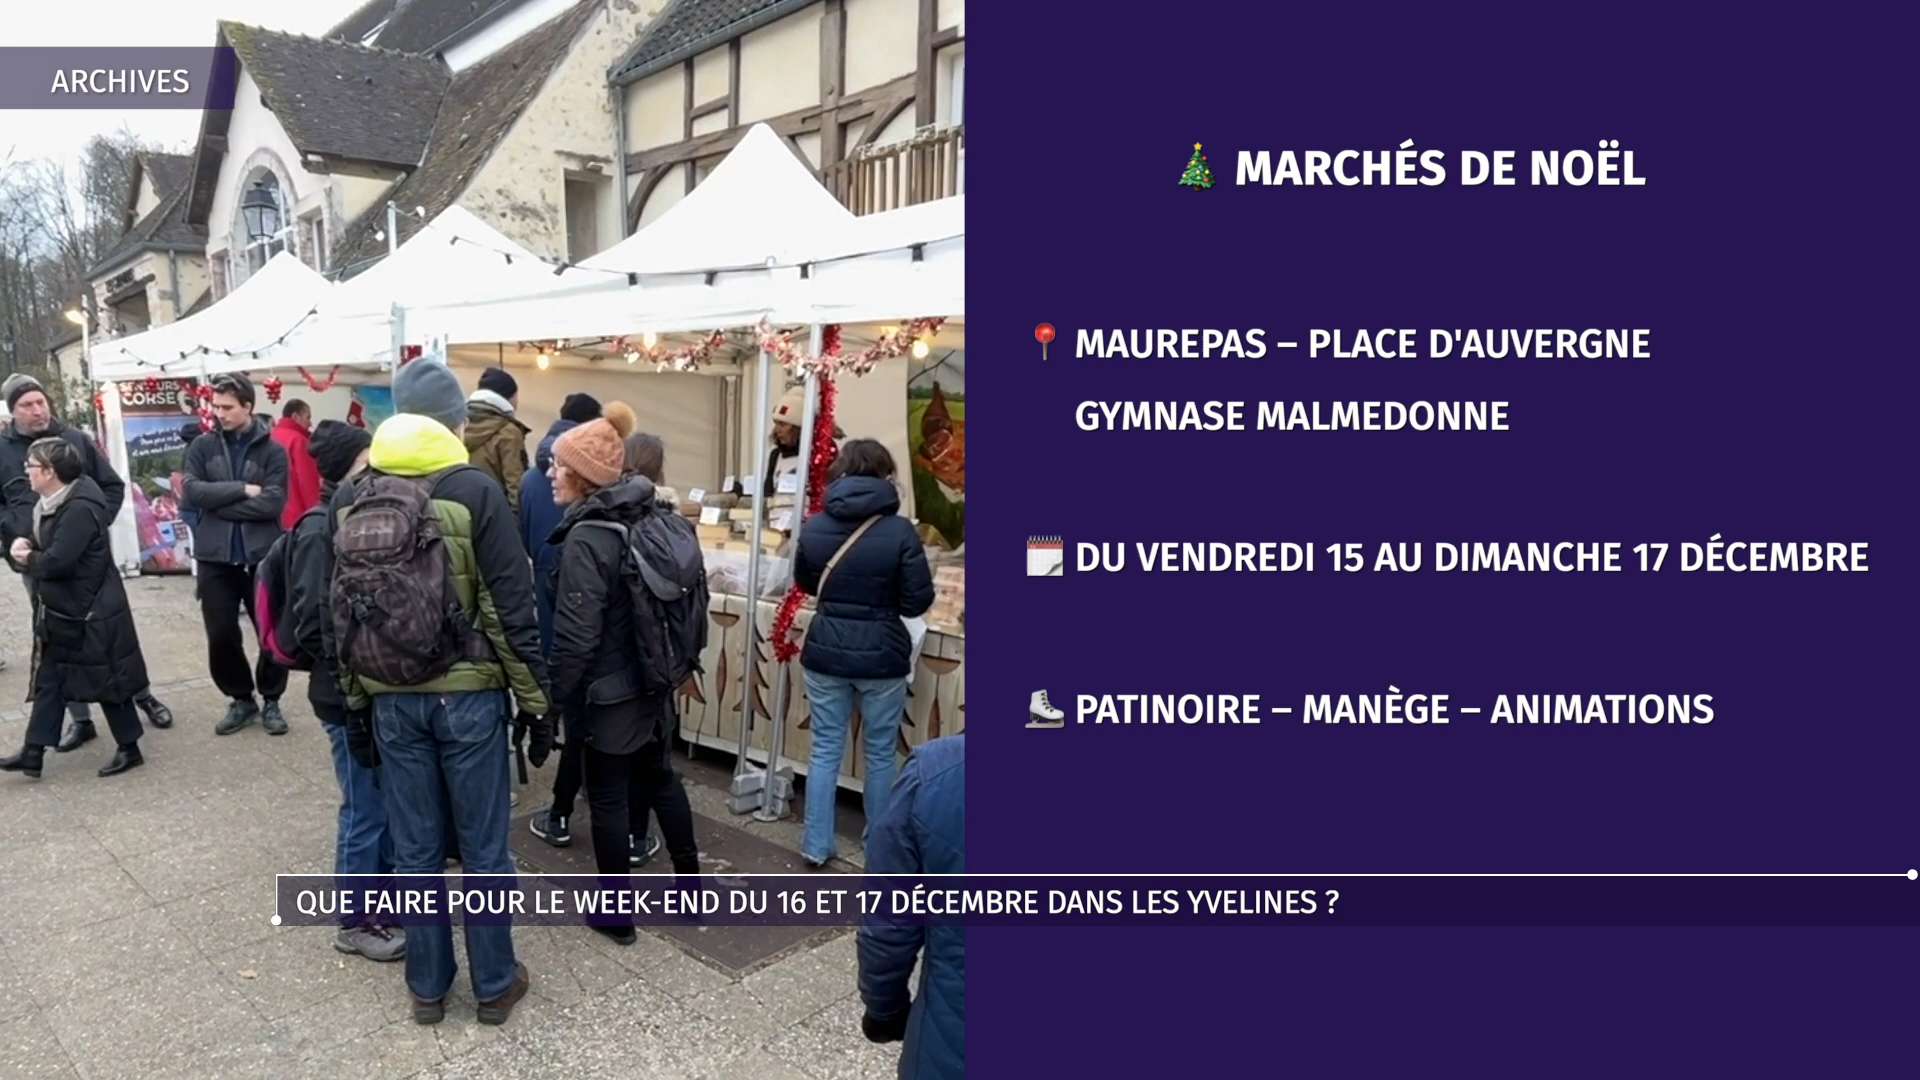 ARCHIVES
MARCHÉS DE NOËL
MAUREPAS – PLACE D'AUVERGNE
GYMNASE MALMEDONNE
DU VENDREDI 15 AU DIMANCHE 17 DÉCEMBRE
PATINOIRE – MANÈGE – ANIMATIONS
QUE FAIRE POUR LE WEEK-END DU 16 ET 17 DÉCEMBRE DANS LES YVELINES ?
CORSE